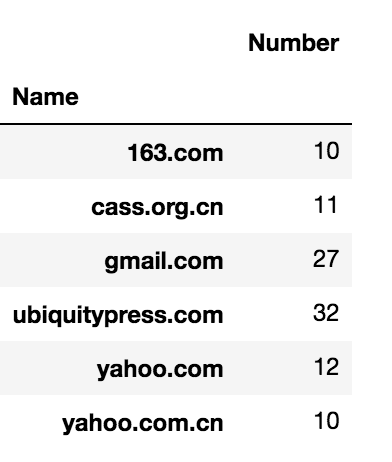 Number
Name
163.com 10
cass.org.cn 11
gmail.com 27
ubiquitypress.com 32
yahoo.com 12
yahoo.com.cn 10